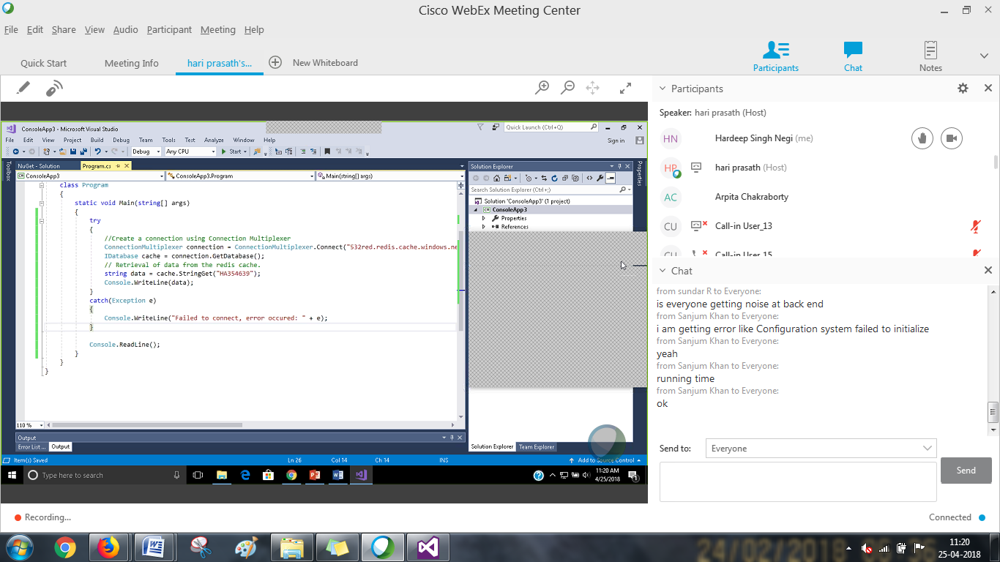 Cisco WebEx Meeting Center
File Edit Share View Audio Participant Meeting Help
Quick Start Meeting Info hari prasath's... New Whiteboard
Participants Chat Notes
Participants
Speaker: hari prasath (Host)
HN Hardeep Singh Negi (me)
HP hari prasath (Host)
AC Arpita Chakraborty
CU Call-in User_13
CU Call-in User_15
Chat
from sundar R to Everyone:
is everyone getting noise at back end
from Sanjum Khan to Everyone:
i am getting error like Configuration system failed to initialize
from Sanjum Khan to Everyone:
yeah
from Sanjum Khan to Everyone:
running time
from Sanjum Khan to Everyone:
ok
Send to: Everyone
Send
ConsoleApp3 - Microsoft Visual Studio
Quick Launch (Ctrl+Q)
File Edit View Project Build Debug Team Tools Test Analyze Window Help
Sign in
Debug Any CPU Start
Toolbox
NuGet - Solution Program.cs
ConsoleApp3 ConsoleApp3.Program Main(string[] args)
class Program
{
static void Main(string[] args)
{
try
{
//Create a connection using Connection Multiplexer
ConnectionMultiplexer connection = ConnectionMultiplexer.Connect("532red.redis.cache.windows.ne
IDatabase cache = connection.GetDatabase();
// Retrieval of data from the redis cache.
string data = cache.StringGet("HA354639");
Console.WriteLine(data);
}
catch(Exception e)
{
Console.WriteLine("Failed to connect, error occured: " + e);
}
Console.ReadLine();
}
}
}
110 %
Solution Explorer
Search Solution Explorer (Ctrl+;)
Solution 'ConsoleApp3' (1 project)
ConsoleApp3
Properties
References
Properties
Output
Error List ... Output
Solution Explorer Team Explorer
Item(s) Saved Ln 26 Col 14 Ch 14 INS Add to Source Control
Type here to search
11:20 AM
4/25/2018
1
Recording...
Connected
11:20
25-04-2018